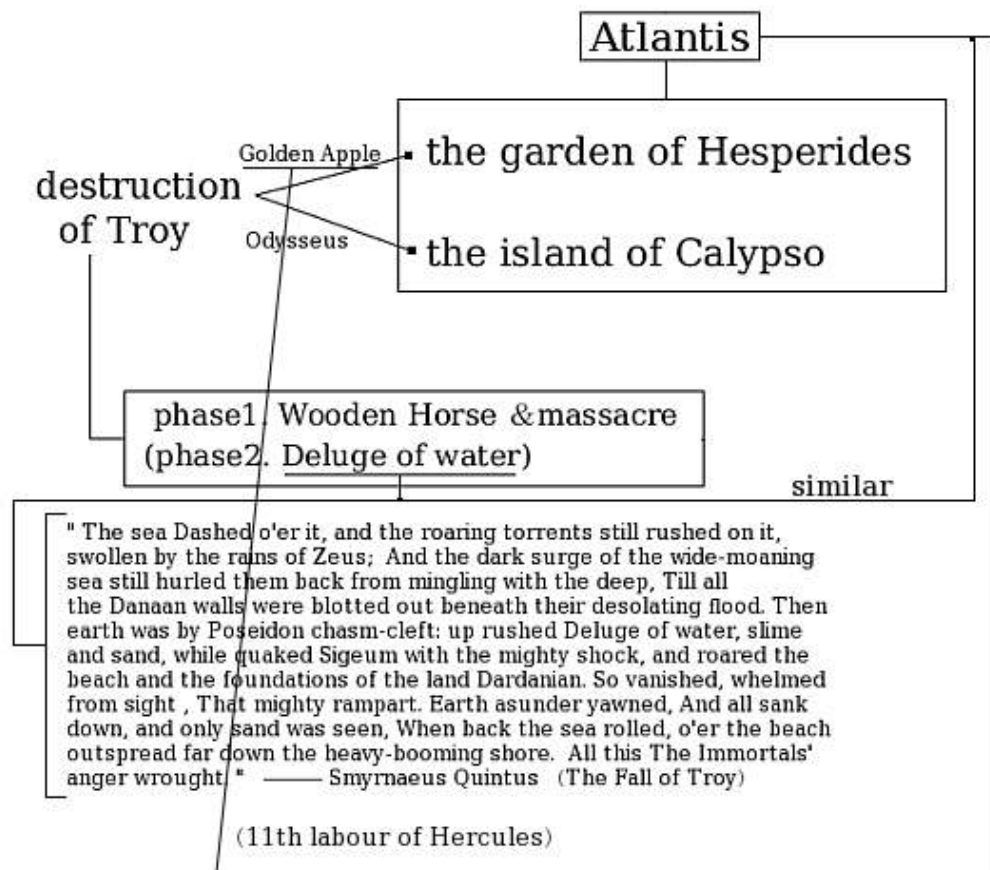 Atlantis
Golden Apple
the garden of Hesperides
destruction
of Troy
Odysseus
the island of Calypso
phase1. Wooden Horse &massacre
(phase2. Deluge of water)
similar
" The sea Dashed o'er it, and the roaring torrents still rushed on it,
swollen by the rains of Zeus; And the dark surge of the wide-moaning
sea still hurled them back from mingling with the deep, Till all
the Danaan walls were blotted out beneath their desolating flood. Then
earth was by Poseidon chasm-cleft: up rushed Deluge of water, slime
and sand, while quaked Sigeum with the mighty shock, and roared the
beach and the foundations of the land Dardanian. So vanished, whelmed
from sight , That mighty rampart. Earth asunder yawned, And all sank
down, and only sand was seen, When back the sea rolled, o'er the beach
outspread far down the heavy-booming shore. All this The Immortals'
anger wrought. " —— Smyrnaeus Quintus (The Fall of Troy)
(11th labour of Hercules)